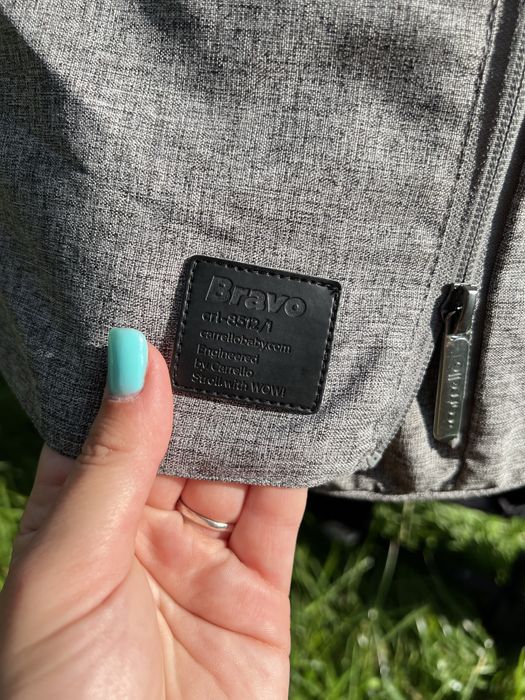 Bravo
crl-8512/1
carrellobaby.com
Engineered
by Carrello
Stroll with WOW!